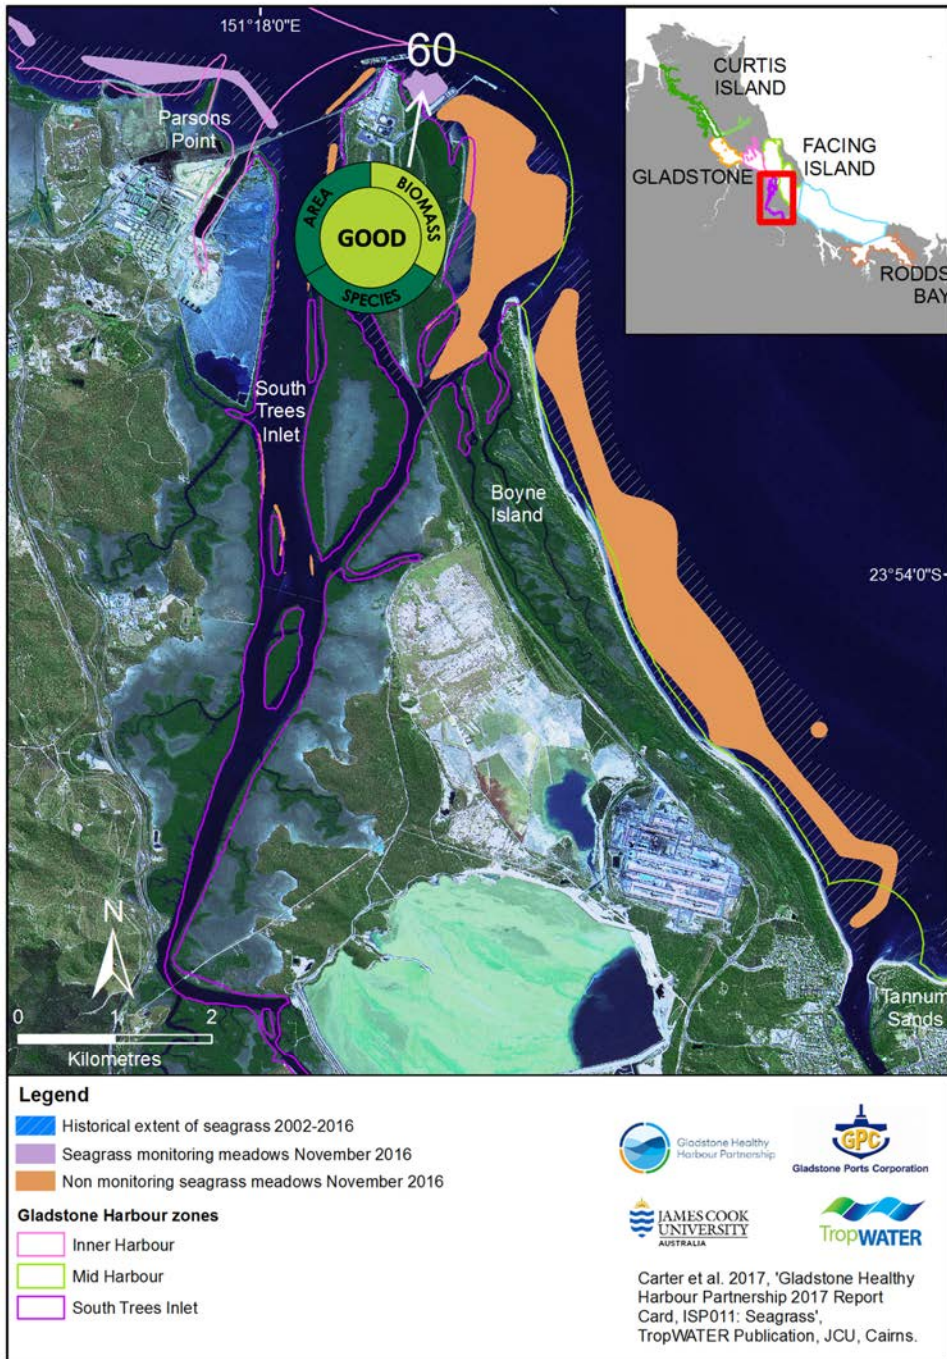 151°18'0"E
60
CURTIS
ISLAND
FACING
ISLAND
GLADSTONE
RODDS
BAY
Parsons
Point
AREA
BIOMASS
GOOD
SPECIES
South
Trees
Inlet
Boyne
Island
23°54'0"S
N
Tannum
Sands
0 1 2
Kilometres
Legend
Historical extent of seagrass 2002-2016
Seagrass monitoring meadows November 2016
Non monitoring seagrass meadows November 2016
Gladstone Harbour zones
Inner Harbour
Mid Harbour
South Trees Inlet
Gladstone Healthy
Harbour Partnership
GPC
Gladstone Ports Corporation
JAMES COOK
UNIVERSITY
AUSTRALIA
TropWATER
Carter et al. 2017, 'Gladstone Healthy
Harbour Partnership 2017 Report
Card, ISP011: Seagrass',
TropWATER Publication, JCU, Cairns.